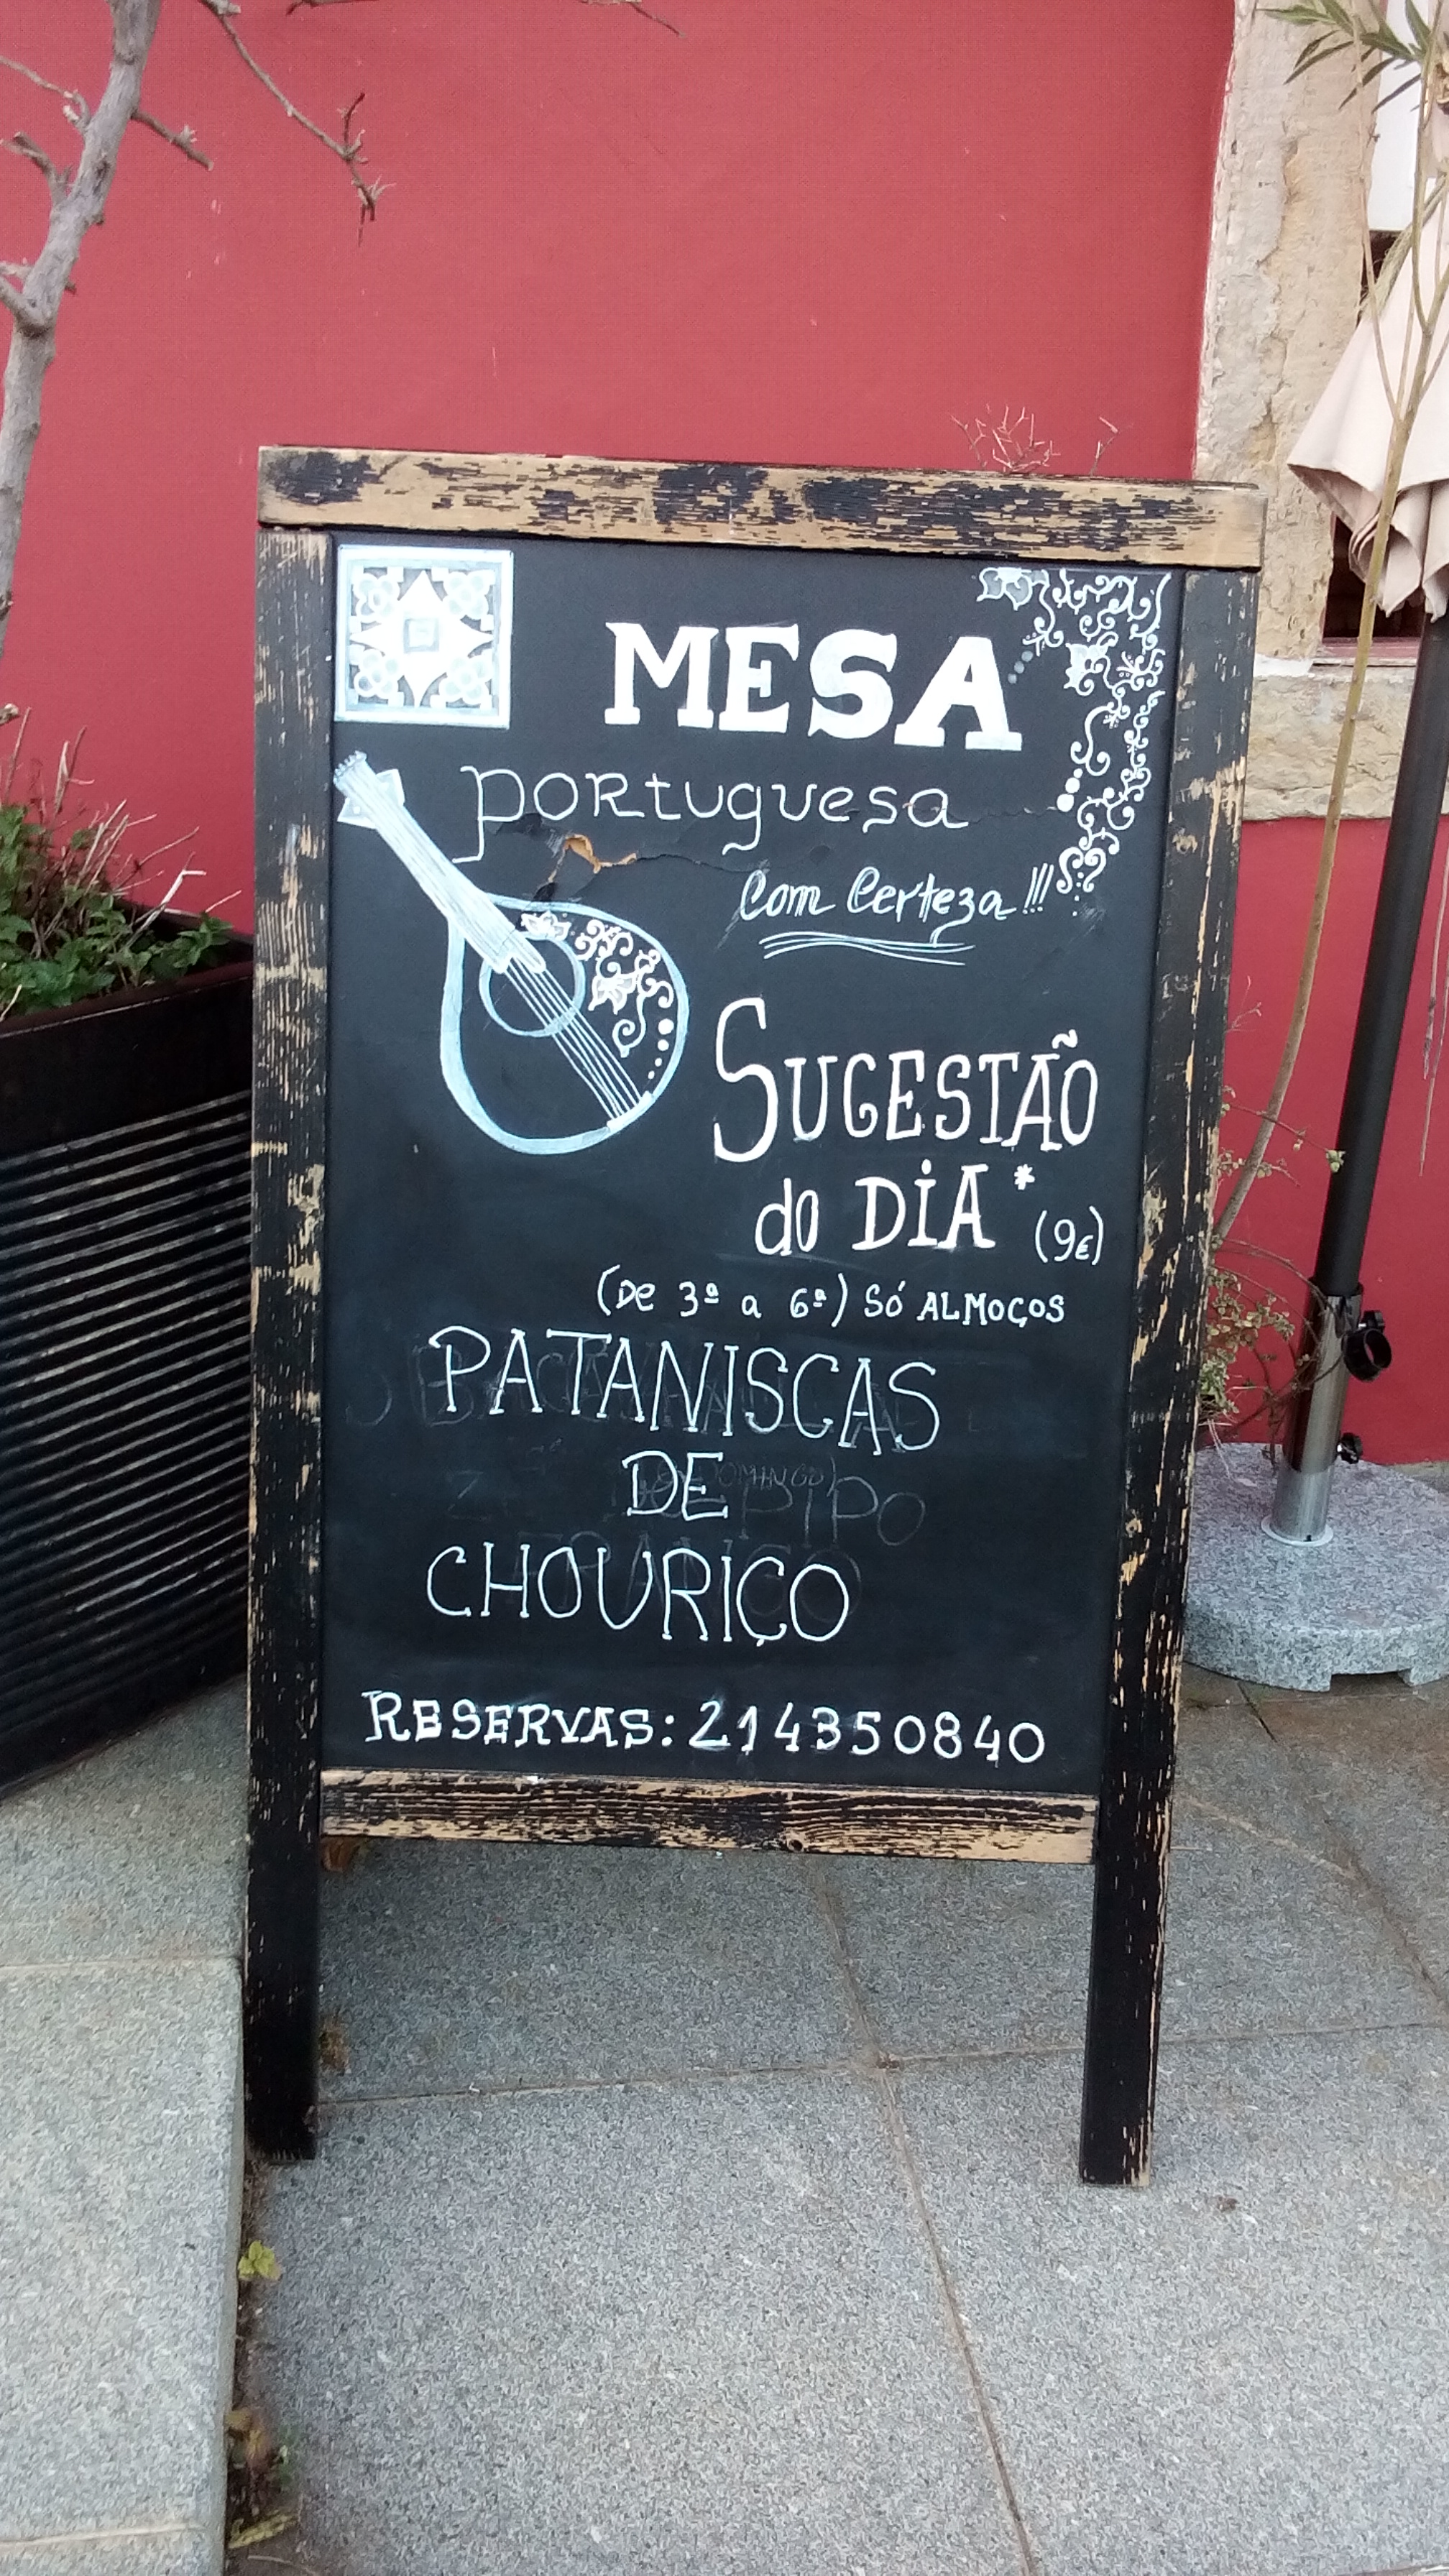 MESA
portuguesa
Com Certeza!!!
SUGESTÃO
do DIA* (9€)
(De 3ª a 6ª) Só ALMOÇOS
PATANISCAS
DE
CHOURIÇO
RESERVAS: 214350840